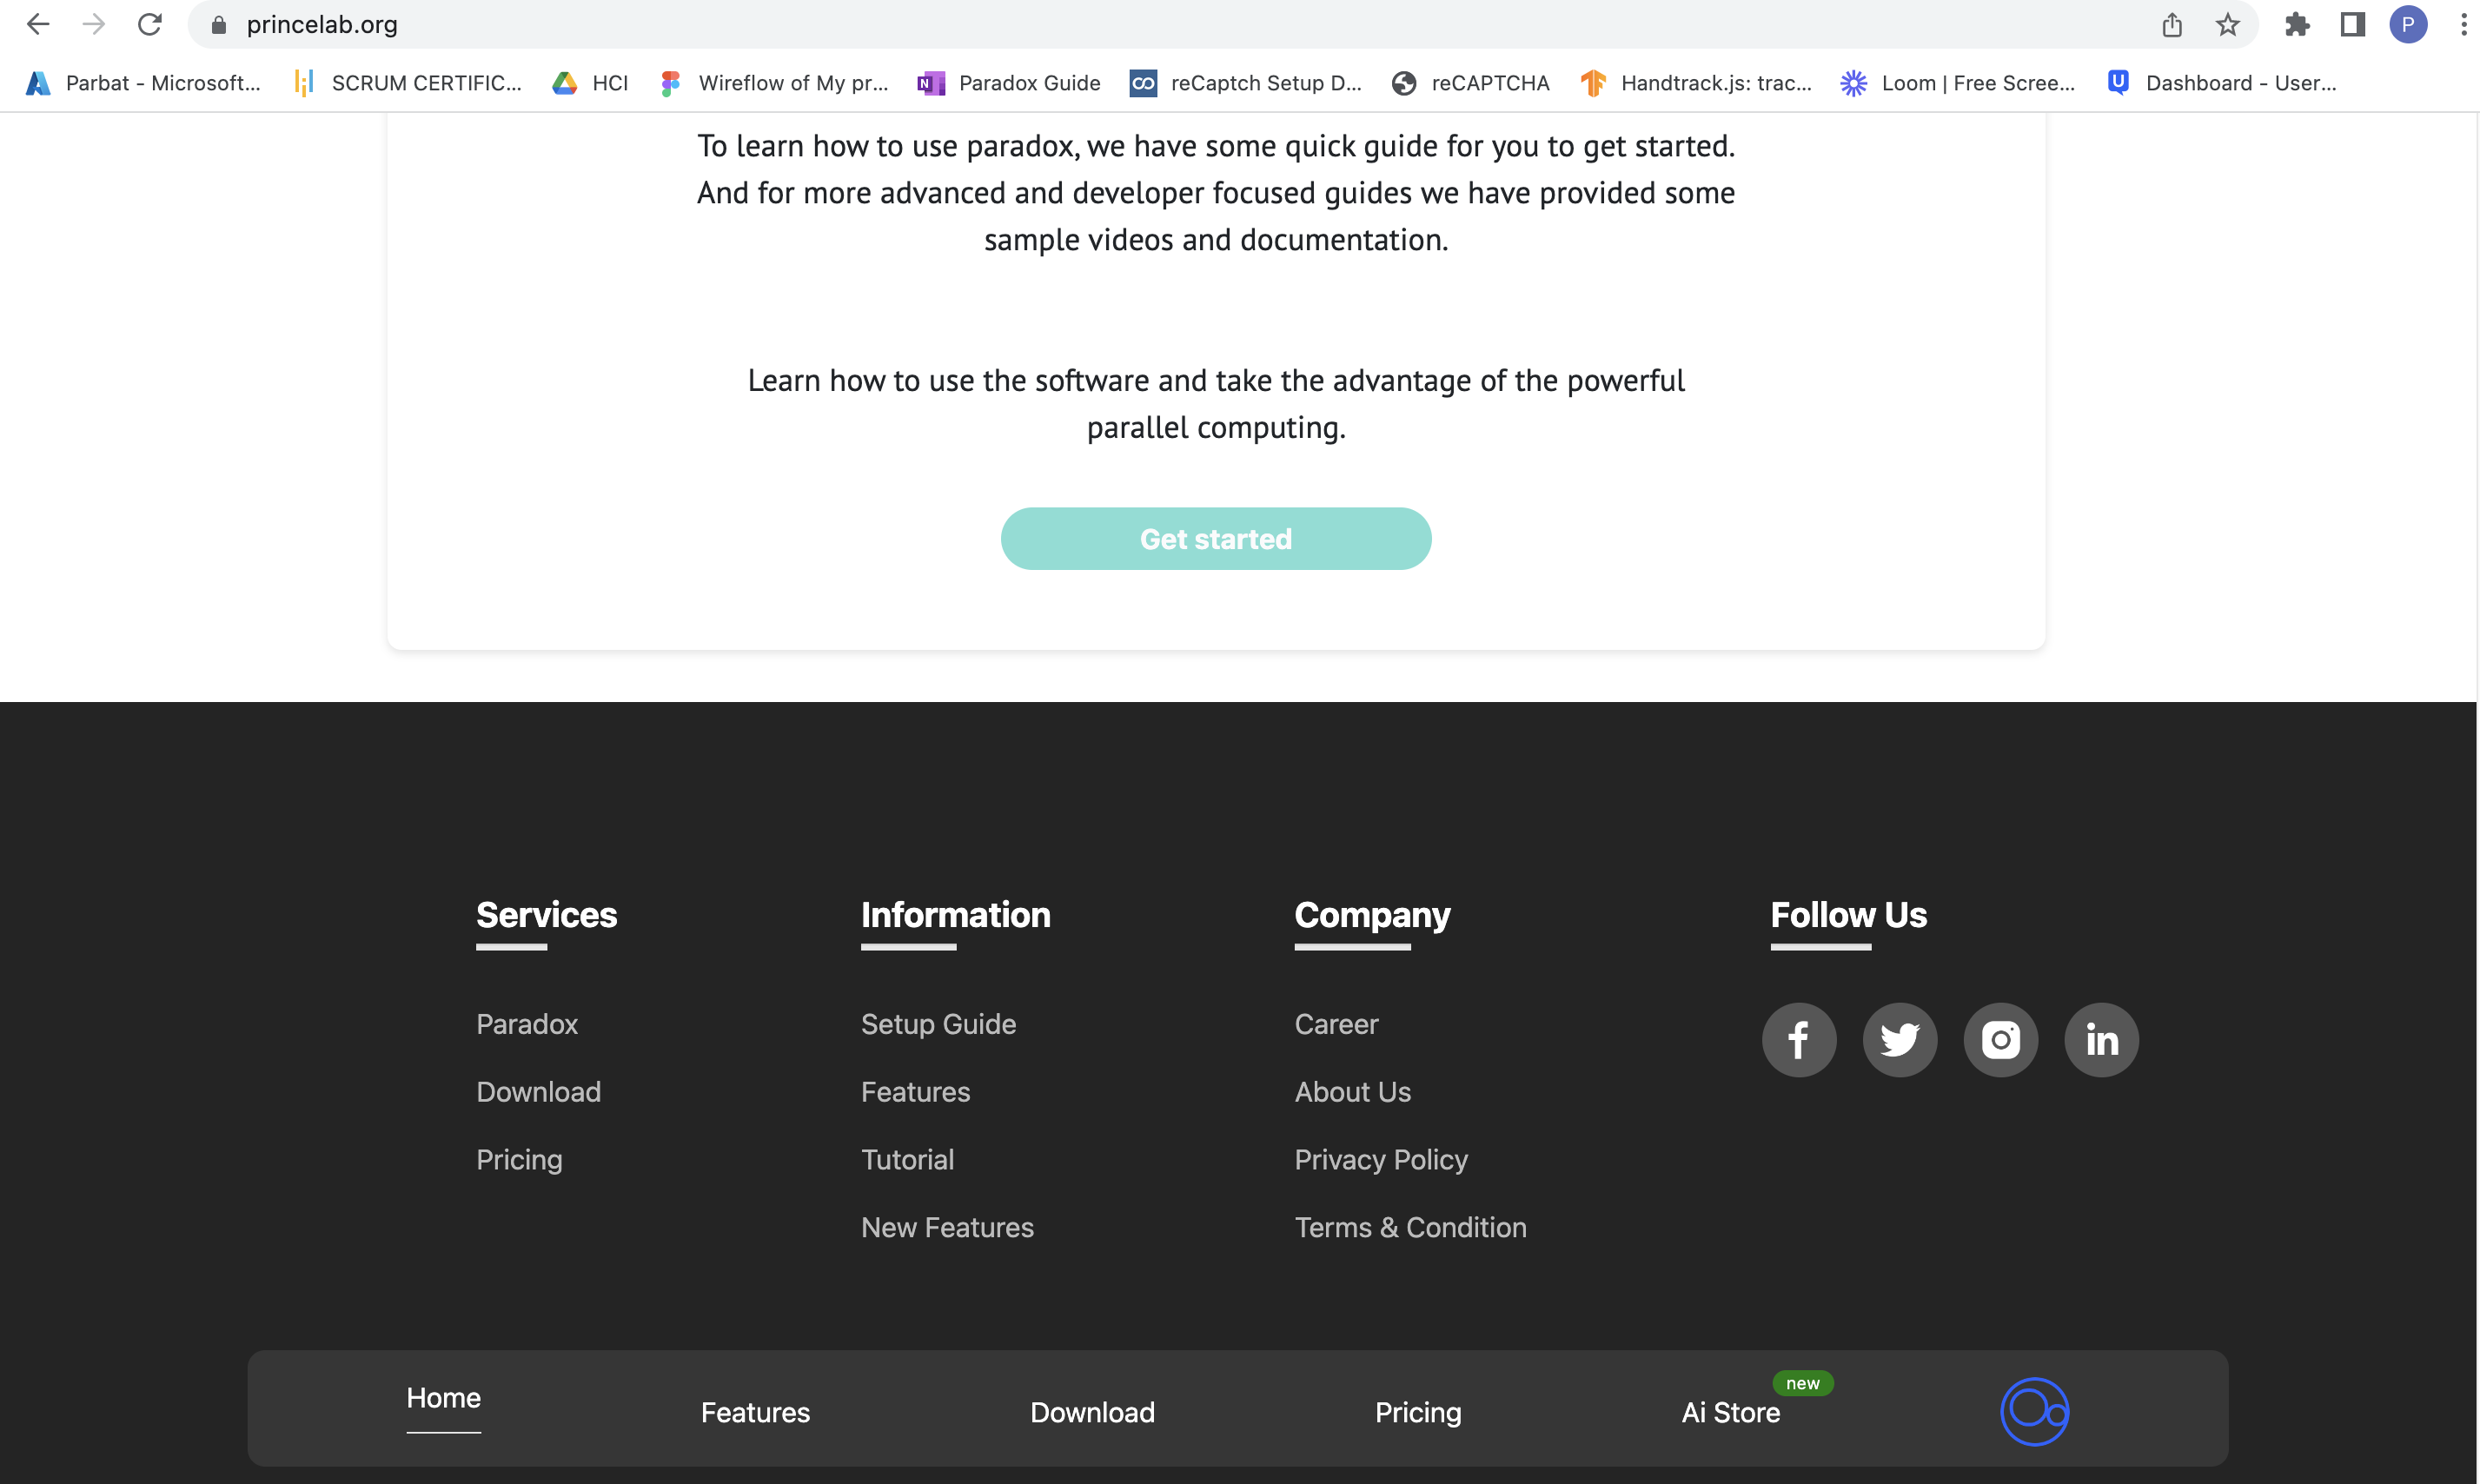 princelab.org
P
Parbat - Microsoft...
SCRUM CERTIFIC...
HCI
Wireflow of My pr...
Paradox Guide
reCaptch Setup D...
reCAPTCHA
Handtrack.js: trac...
Loom | Free Scree...
Dashboard - User...
To learn how to use paradox, we have some quick guide for you to get started.
And for more advanced and developer focused guides we have provided some
sample videos and documentation.
Learn how to use the software and take the advantage of the powerful
parallel computing.
Get started
Services
Paradox
Download
Pricing
Information
Setup Guide
Features
Tutorial
New Features
Company
Career
About Us
Privacy Policy
Terms & Condition
Follow Us
Home
Features
Download
Pricing
Ai Store
new